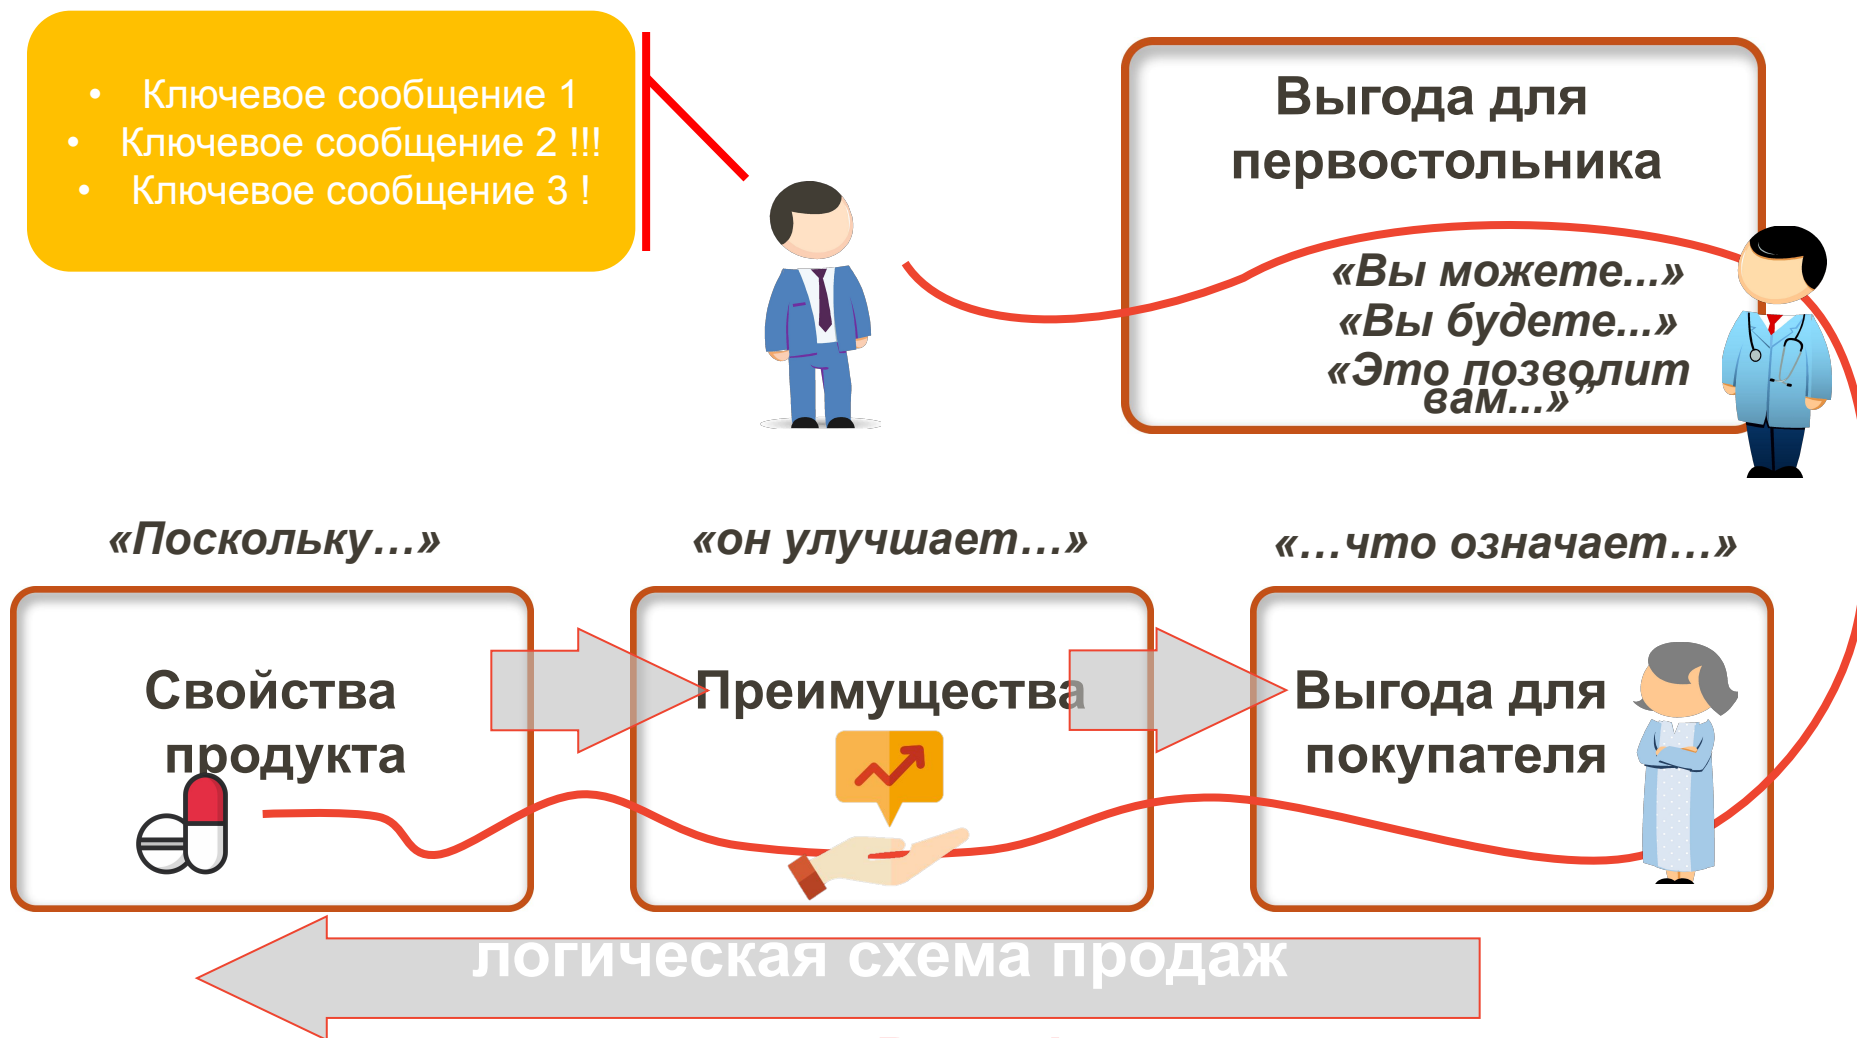 • Ключевое сообщение 1
• Ключевое сообщение 2 !!!
• Ключевое сообщение 3 !
Выгода для
первостольника
«Вы можете...»
«Вы будете...»
«Это позволит
вам...»”
«Поскольку…»
«он улучшает…»
«…что означает…»
Свойства
продукта
Преимущества
Выгода для
покупателя
логическая схема продаж